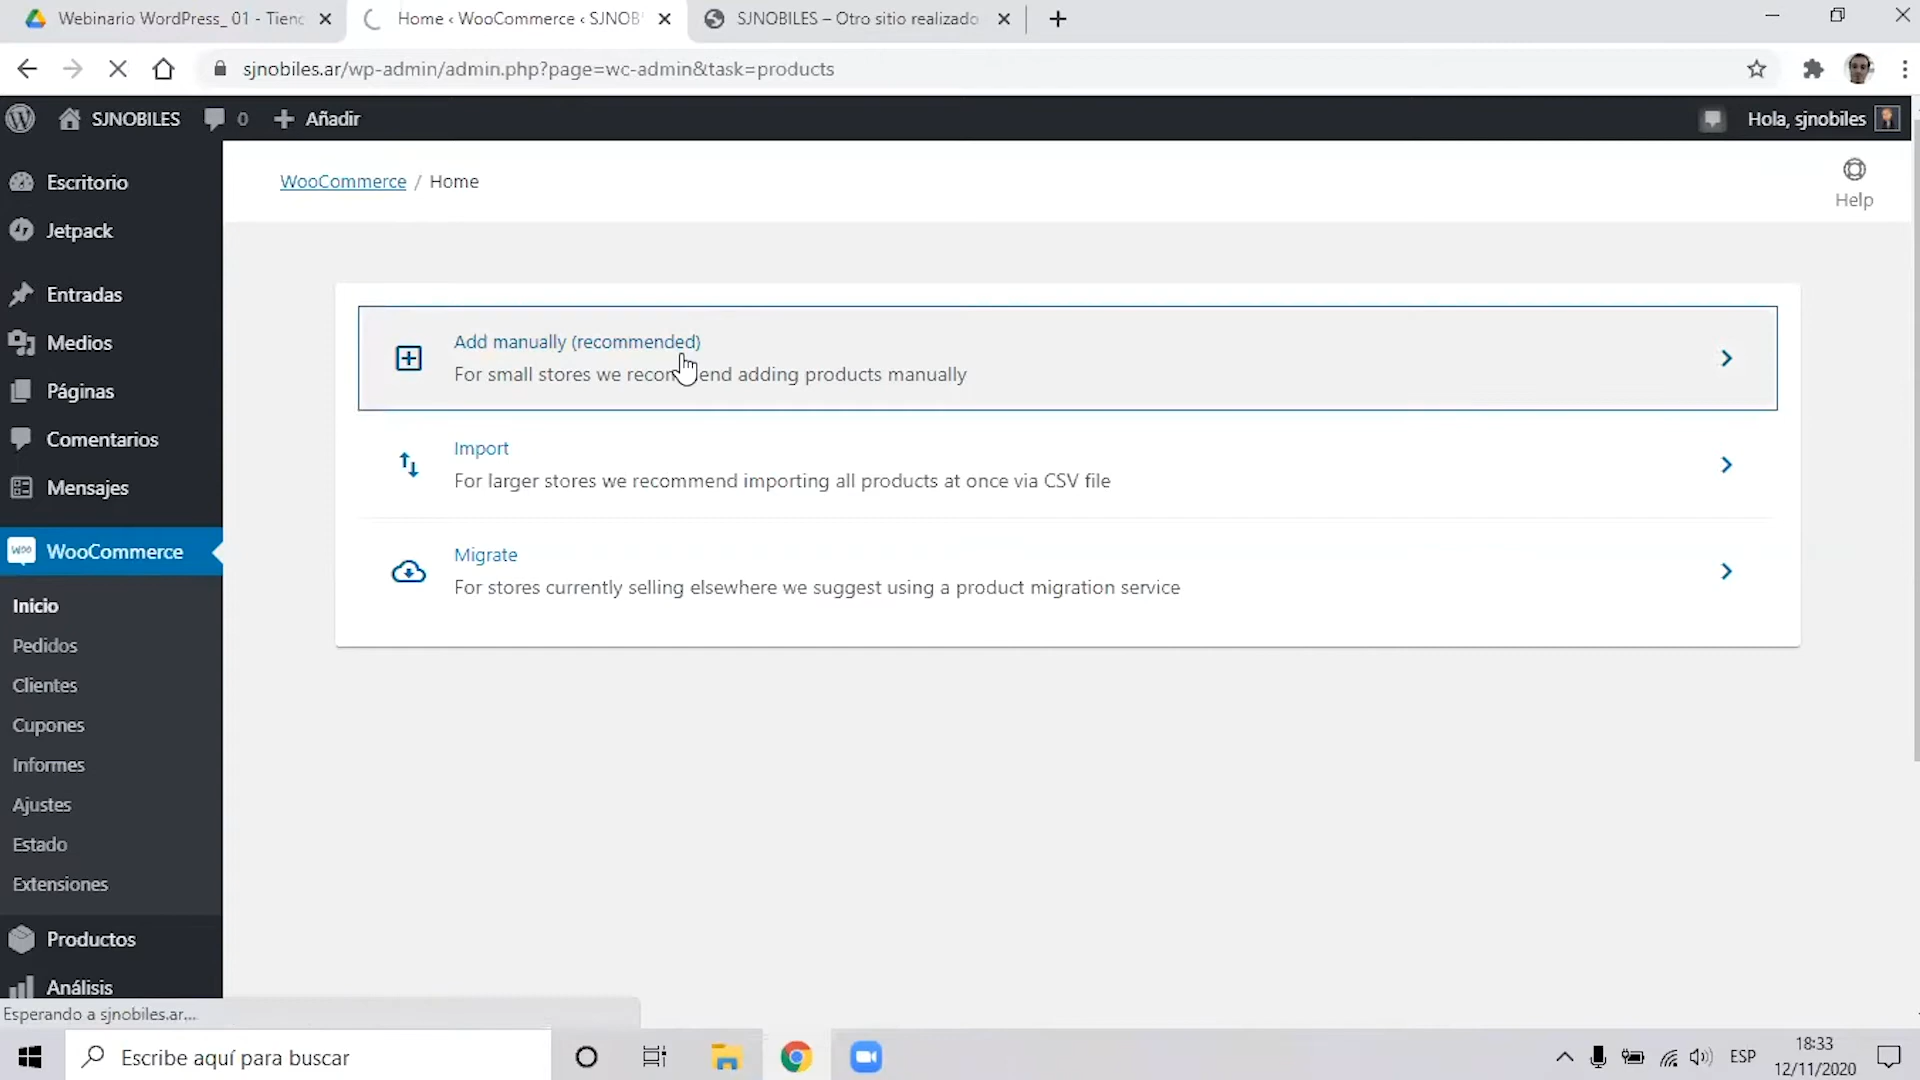 Webinario WordPress_ 01 - Tienc
Home ‹ WooCommerce ‹ SJNOB
SJNOBILES – Otro sitio realizado
sjnobiles.ar/wp-admin/admin.php?page=wc-admin&task=products
SJNOBILES
0
Añadir
Hola, sjnobiles
Escritorio
Jetpack
Entradas
Medios
Páginas
Comentarios
Mensajes
WooCommerce
Inicio
Pedidos
Clientes
Cupones
Informes
Ajustes
Estado
Extensiones
Productos
Análisis
WooCommerce / Home
Help
Add manually (recommended)
For small stores we recommend adding products manually
Import
For larger stores we recommend importing all products at once via CSV file
Migrate
For stores currently selling elsewhere we suggest using a product migration service
Esperando a sjnobiles.ar...
Escribe aquí para buscar
ESP
18:33
12/11/2020